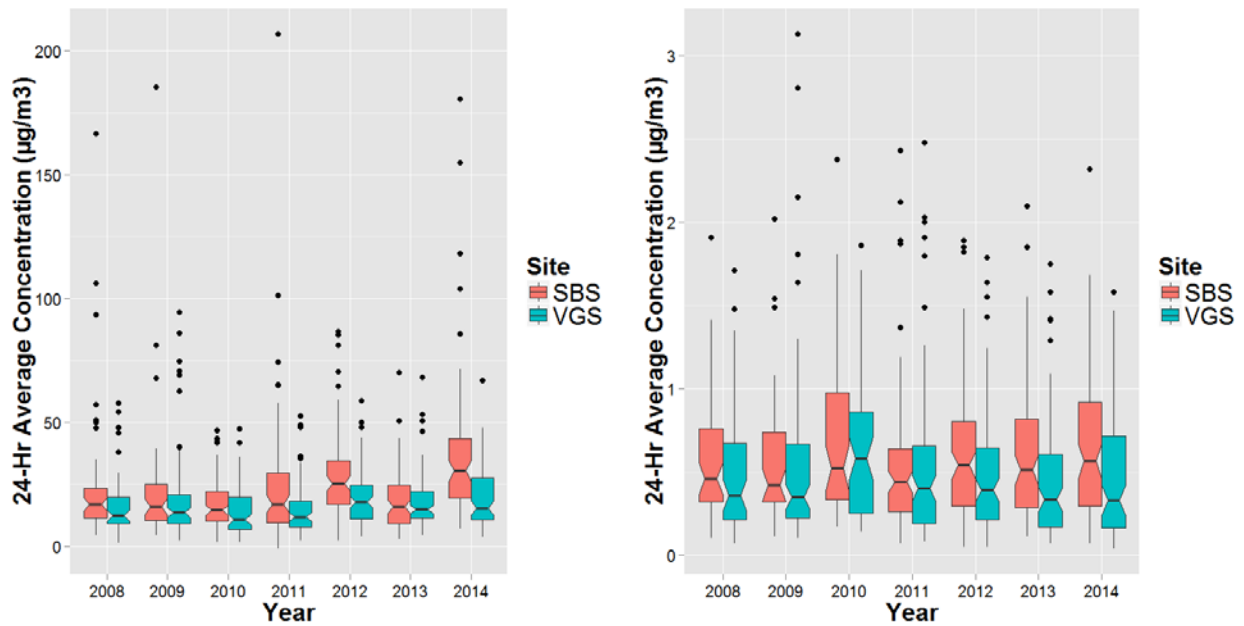 24-Hr Average Concentration (µg/m3)
200
150
100
50
0
2008 2009 2010 2011 2012 2013 2014
Year
Site
SBS
VGS
24-Hr Average Concentration (µg/m3)
3
2
1
0
2008 2009 2010 2011 2012 2013 2014
Year
Site
SBS
VGS